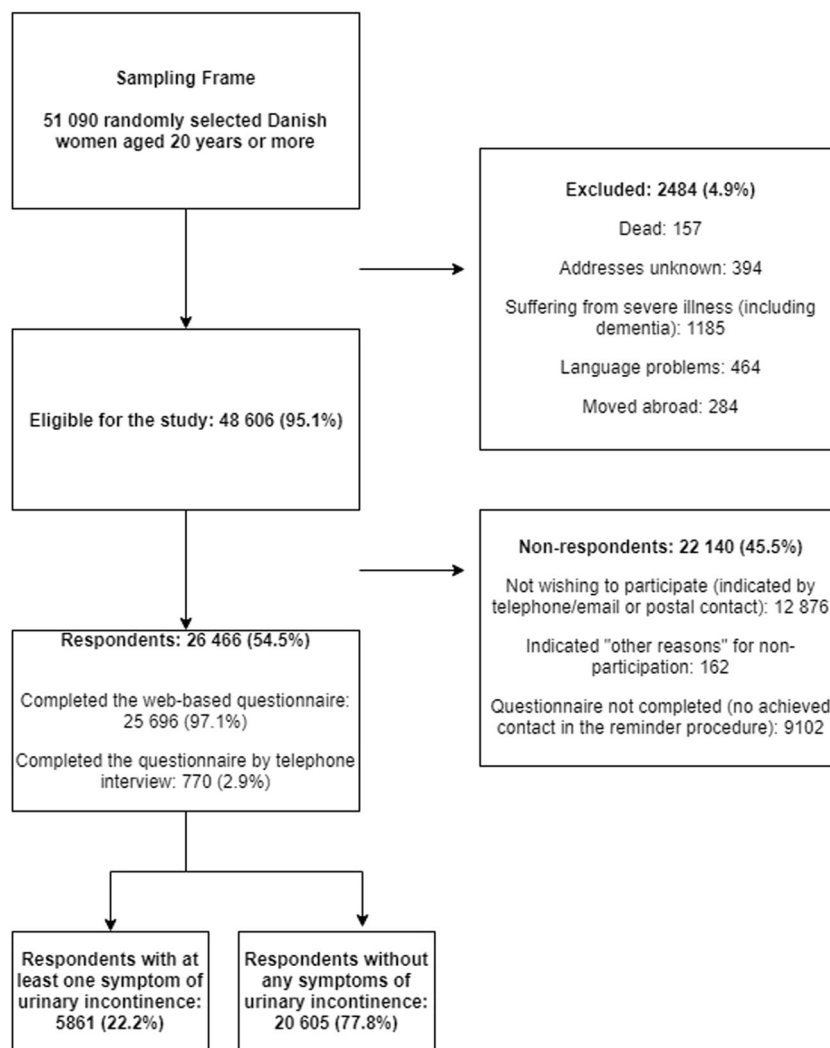 Sampling Frame
51 090 randomly selected Danish
women aged 20 years or more
Excluded: 2484 (4.9%)
Dead: 157
Addresses unknown: 394
Suffering from severe illness (including
dementia): 1185
Language problems: 464
Moved abroad: 284
Eligible for the study: 48 606 (95.1%)
Non-respondents: 22 140 (45.5%)
Not wishing to participate (indicated by
telephone/email or postal contact): 12 876
Indicated "other reasons" for non-
participation: 162
Questionnaire not completed (no achieved
contact in the reminder procedure): 9102
Respondents: 26 466 (54.5%)
Completed the web-based questionnaire:
25 696 (97.1%)
Completed the questionnaire by telephone
interview: 770 (2.9%)
Respondents with at
least one symptom of
urinary incontinence:
5861 (22.2%)
Respondents without
any symptoms of
urinary incontinence:
20 605 (77.8%)